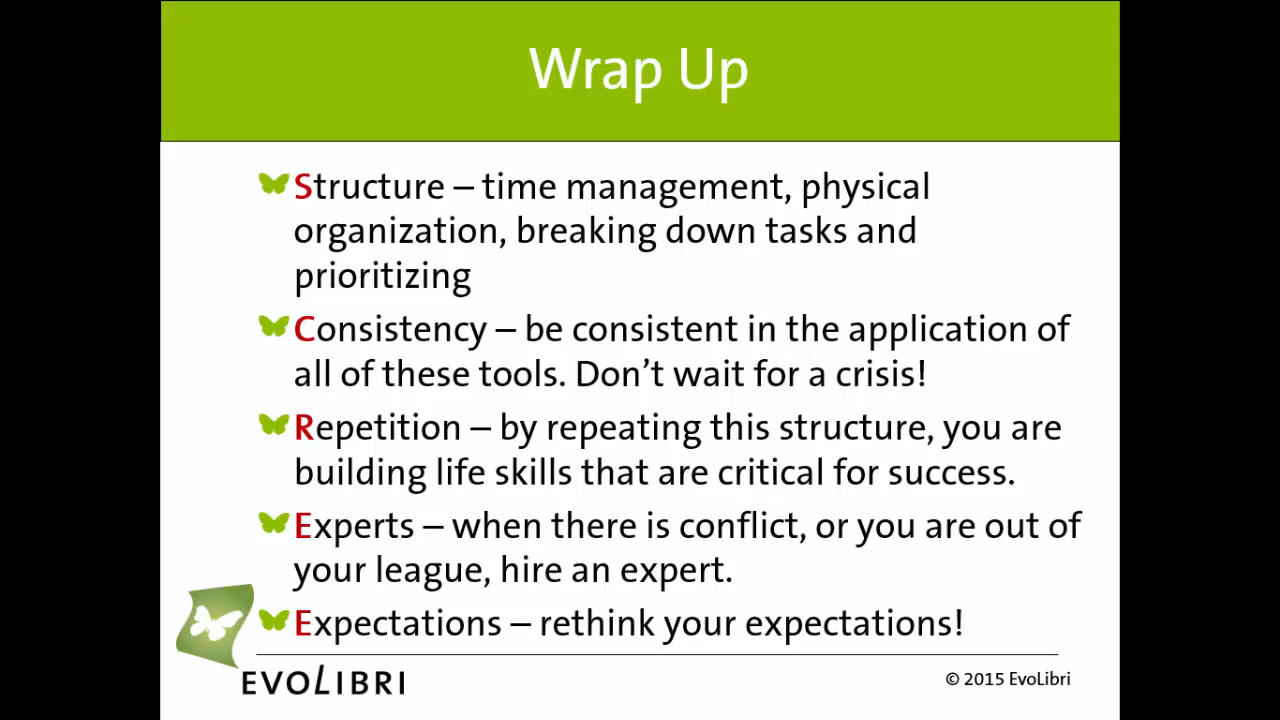 Wrap Up
Structure – time management, physical
organization, breaking down tasks and
prioritizing
Consistency – be consistent in the application of
all of these tools. Don’t wait for a crisis!
Repetition – by repeating this structure, you are
building life skills that are critical for success.
Experts – when there is conflict, or you are out of
your league, hire an expert.
Expectations – rethink your expectations!
EVOLIBRI
© 2015 EvoLibri